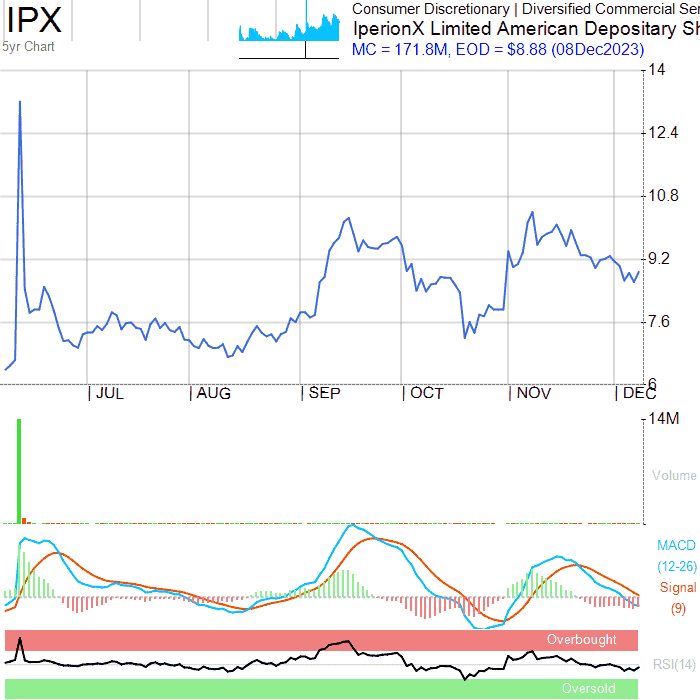 IPX
5yr Chart
Consumer Discretionary | Diversified Commercial Ser
IperionX Limited American Depositary Sh
MC = 171.8M, EOD = $8.88 (08Dec2023)
14
12.4
10.8
9.2
7.6
6
JUL AUG SEP OCT NOV DEC
14M
Volume
MACD
(12-26)
Signal
(9)
Overbought
RSI(14)
Oversold